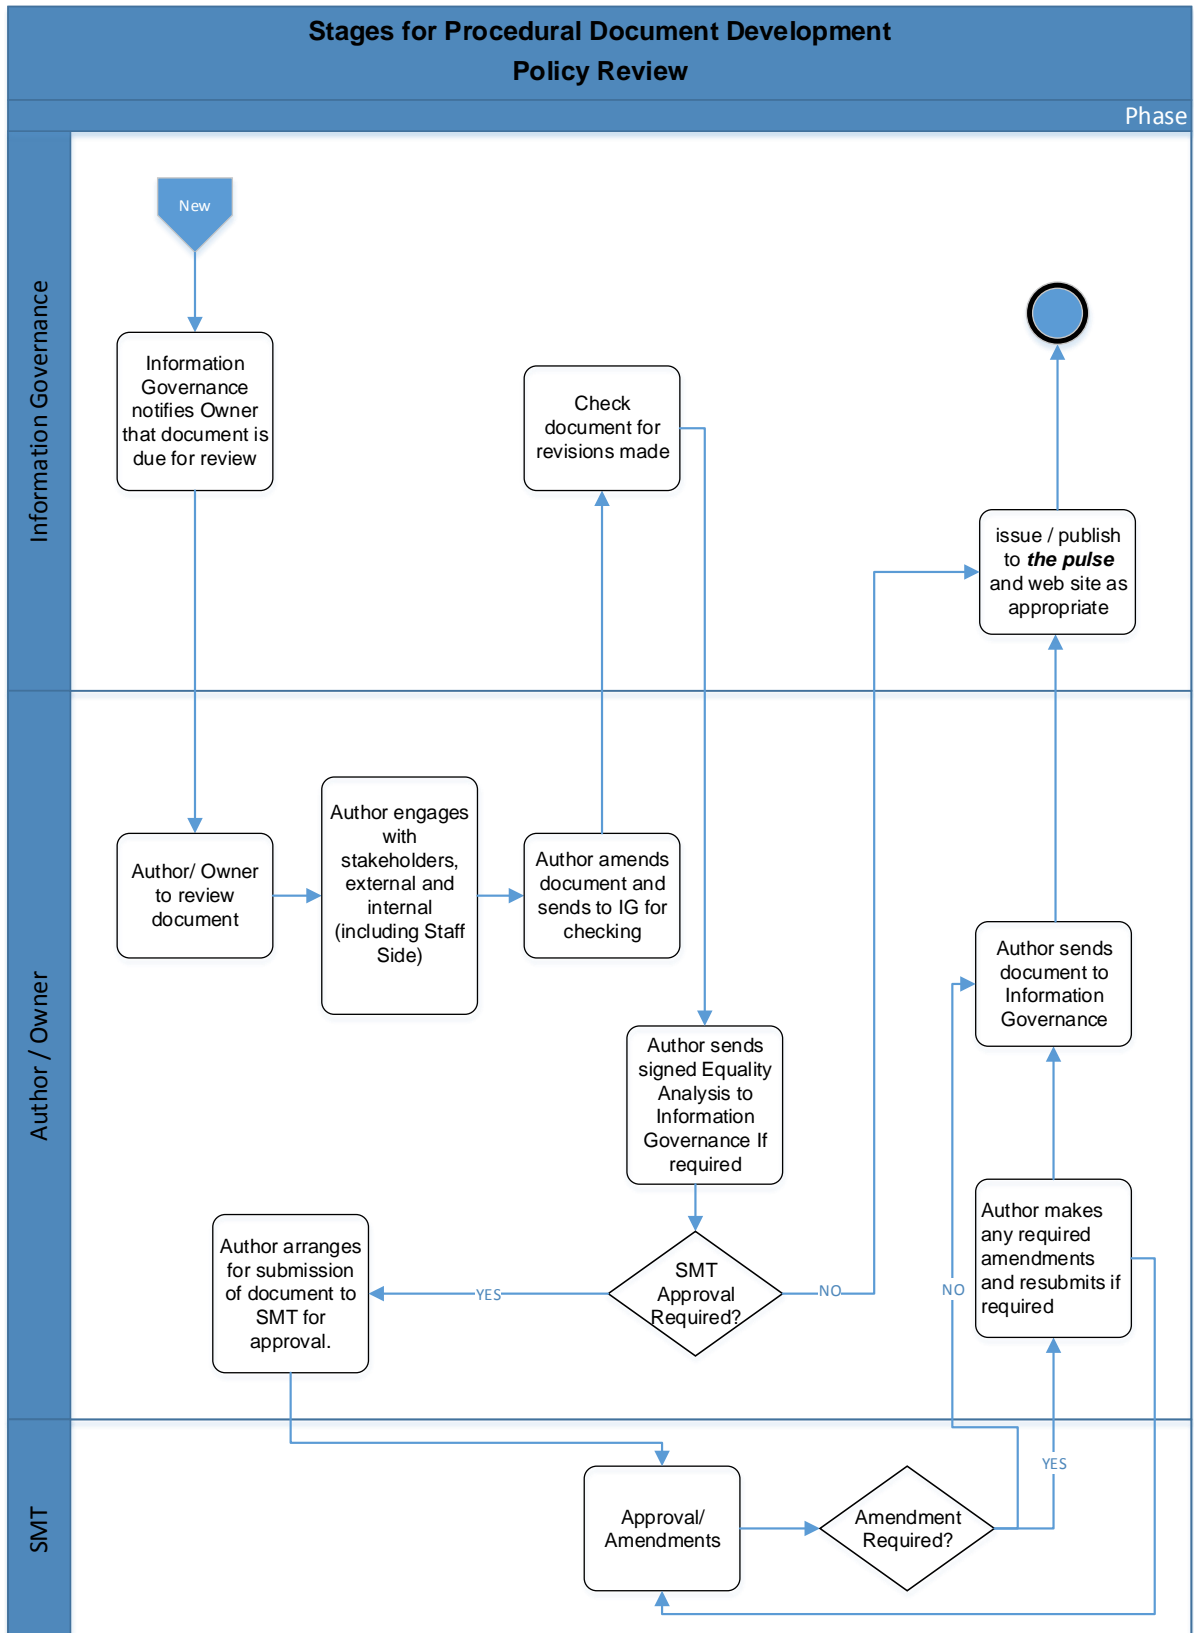 Stages for Procedural Document Development
Policy Review
Phase
Information Governance
New
Information
Governance
notifies Owner
that document is
due for review
Check
document for
revisions made
issue / publish
to the pulse
and web site as
appropriate
Author / Owner
Author/ Owner
to review
document
Author engages
with
stakeholders,
external and
internal
(including Staff
Side)
Author amends
document and
sends to IG for
checking
Author sends
signed Equality
Analysis to
Information
Governance If
required
SMT
Approval
Required?
YES
NO
Author arranges
for submission
of document to
SMT for
approval.
Author sends
document to
Information
Governance
Author makes
any required
amendments
and resubmits if
required
NO
YES
SMT
Approval/
Amendments
Amendment
Required?